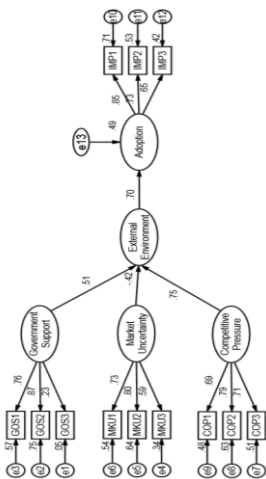 e10
.71
IMP1
e11
.53
IMP2
e12
.42
IMP3
.85
.73
.65
e13
.49
Adoption
.70
External
Environment
.51
-.42
.75
Government
Support
Market
Uncertainty
Competitive
Pressure
.76
.87
.23
.73
.80
.59
.69
.79
.71
.57
GOS1
e3
.75
GOS2
e2
.05
GOS3
e1
.54
MKU1
e6
.64
MKU2
e5
.34
MKU3
e4
.48
COP1
e9
.63
COP2
e8
.51
COP3
e7